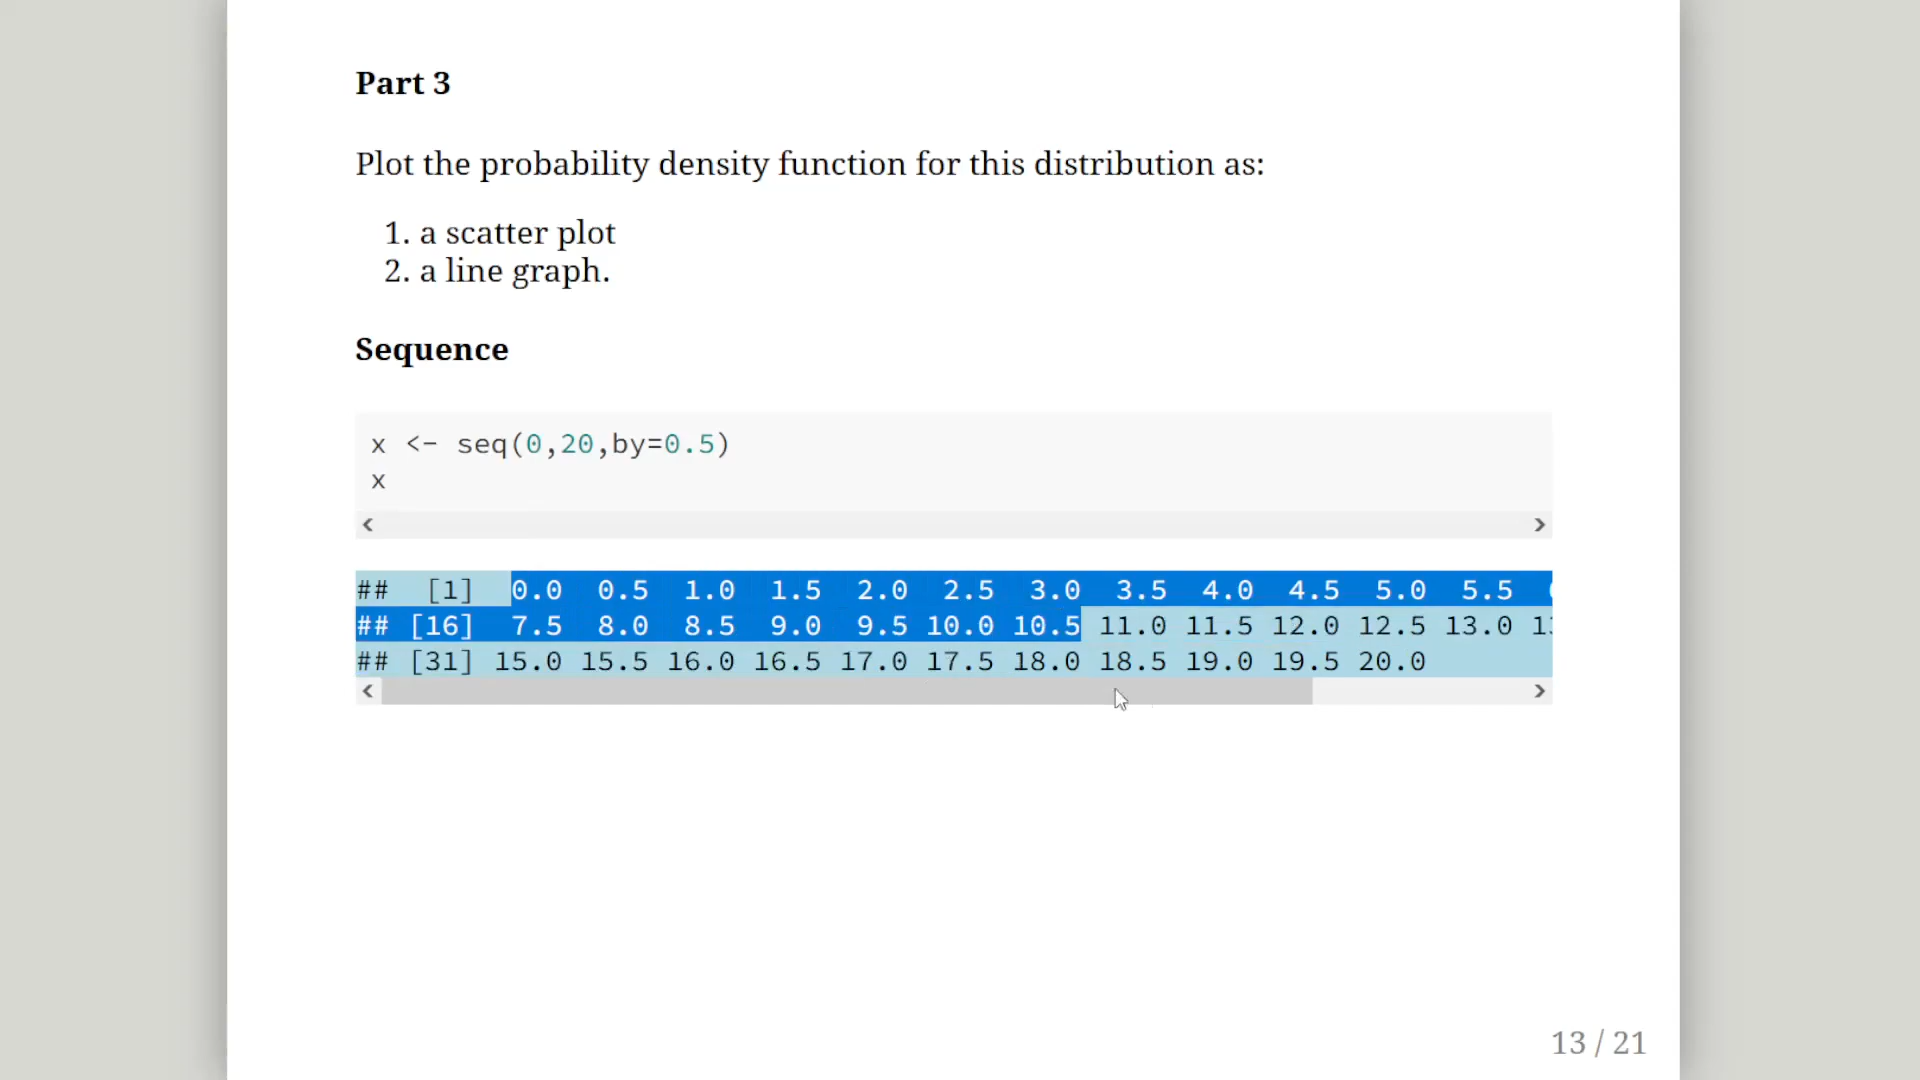 Part 3
Plot the probability density function for this distribution as:
1. a scatter plot
2. a line graph.
Sequence
x <- seq(0,20,by=0.5)
x
## [1] 0.0 0.5 1.0 1.5 2.0 2.5 3.0 3.5 4.0 4.5 5.0 5.5
## [16] 7.5 8.0 8.5 9.0 9.5 10.0 10.5 11.0 11.5 12.0 12.5 13.0
## [31] 15.0 15.5 16.0 16.5 17.0 17.5 18.0 18.5 19.0 19.5 20.0
13 / 21